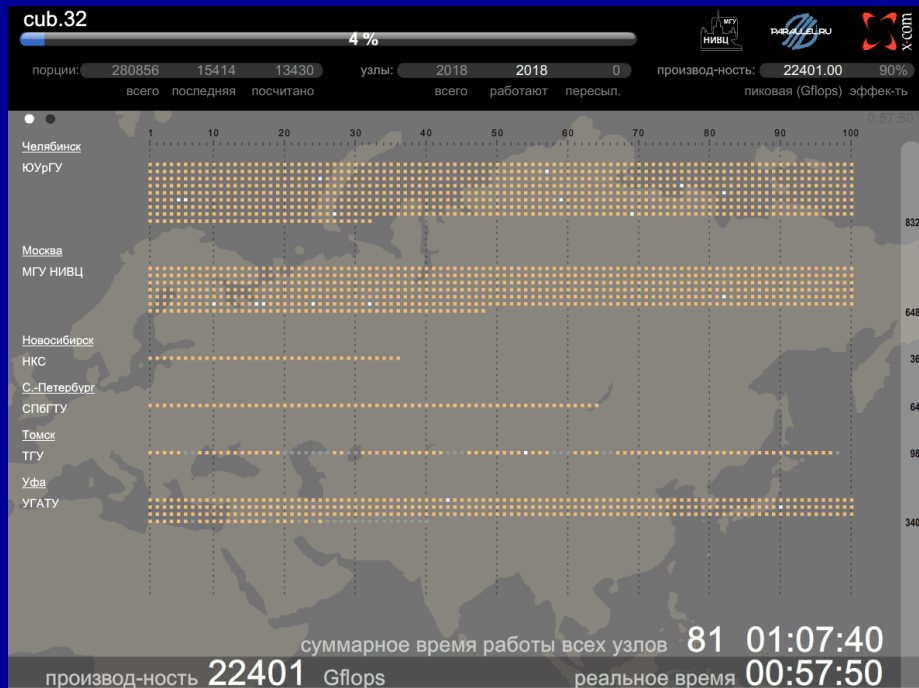 cub.32
4 %
НИВЦ МГУ
PARALLEL.RU
x-com
порции: 280856 15414 13430 узлы: 2018 2018 0 производ-ность: 22401.00 90%
всего последняя посчитано всего работают пересыл. пиковая (Gflops) эффек-ть
0:57:50
1 10 20 30 40 50 60 70 80 90 100
Челябинск
ЮУрГУ
832
Москва
МГУ НИВЦ
648
Новосибирск
НКС
36
С.-Петербург
СПбГТУ
64
Томск
ТГУ
98
Уфа
УГАТУ
340
суммарное время работы всех узлов 81 01:07:40
производ-ность 22401 Gflops реальное время 00:57:50